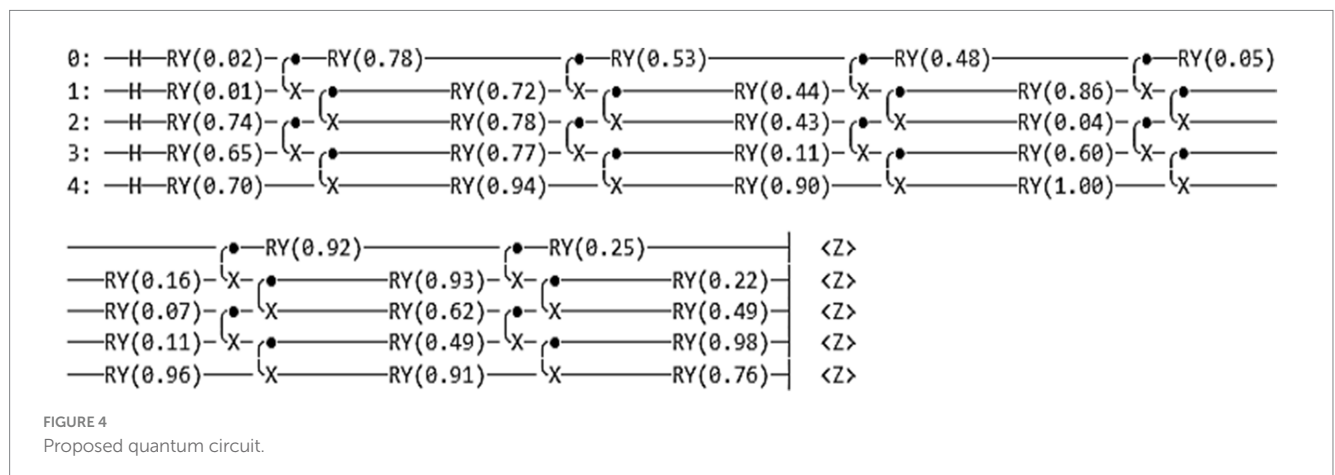 0: —H—RY(0.02)—╭●—RY(0.78)—————╭●—RY(0.53)—————╭●—RY(0.48)—————╭●—RY(0.05)
1: —H—RY(0.01)—╰X—╭●————RY(0.72)—╰X—╭●————RY(0.44)—╰X—╭●————RY(0.86)—╰X—╭●————
2: —H—RY(0.74)—╭●—╰X————RY(0.78)—╭●—╰X————RY(0.43)—╭●—╰X————RY(0.04)—╭●—╰X————
3: —H—RY(0.65)—╰X—╭●————RY(0.77)—╰X—╭●————RY(0.11)—╰X—╭●————RY(0.60)—╰X—╭●————
4: —H—RY(0.70)————╰X————RY(0.94)————╰X————RY(0.90)————╰X————RY(1.00)————╰X————
—————╭●—RY(0.92)—————╭●—RY(0.25)—————┤ <Z>
—RY(0.16)—╰X—╭●————RY(0.93)—╰X—╭●————RY(0.22)—┤ <Z>
—RY(0.07)—╭●—╰X————RY(0.62)—╭●—╰X————RY(0.49)—┤ <Z>
—RY(0.11)—╰X—╭●————RY(0.49)—╰X—╭●————RY(0.98)—┤ <Z>
—RY(0.96)————╰X————RY(0.91)————╰X————RY(0.76)—┤ <Z>
FIGURE 4
Proposed quantum circuit.